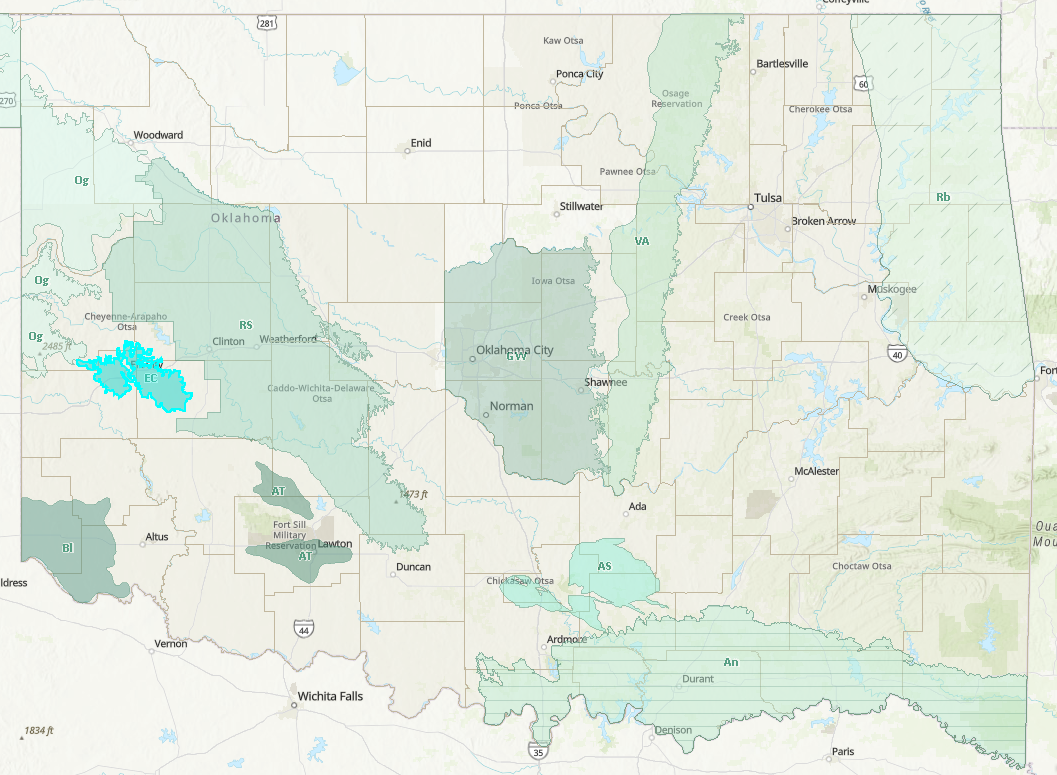 Coffeyville
281
Kaw Otsa
Bartlesville
Ponca City
60
270
Osage
Reservation
Ponca Otsa
Cherokee Otsa
Woodward
Enid
Pawnee Otsa
Og
Tulsa
Rb
Stillwater
Oklahoma
Broken Arrow
VA
Og
Iowa Otsa
Muskogee
Cheyenne-Arapaho
Otsa
Creek Otsa
RS
Og
2485 ft
Clinton
Weatherford
Oklahoma City
GW
40
EC
Fort
Shawnee
Caddo-Wichita-Delaware
Otsa
Norman
McAlester
AT
1473 ft
Ada
Fort Sill
Military
Reservation
Lawton
Altus
Bl
AT
Oua
Mou
Duncan
AS
Choctaw Otsa
ldress
Chickasaw Otsa
44
Ardmore
Vernon
An
Durant
Wichita Falls
1834 ft
Denison
35
Paris